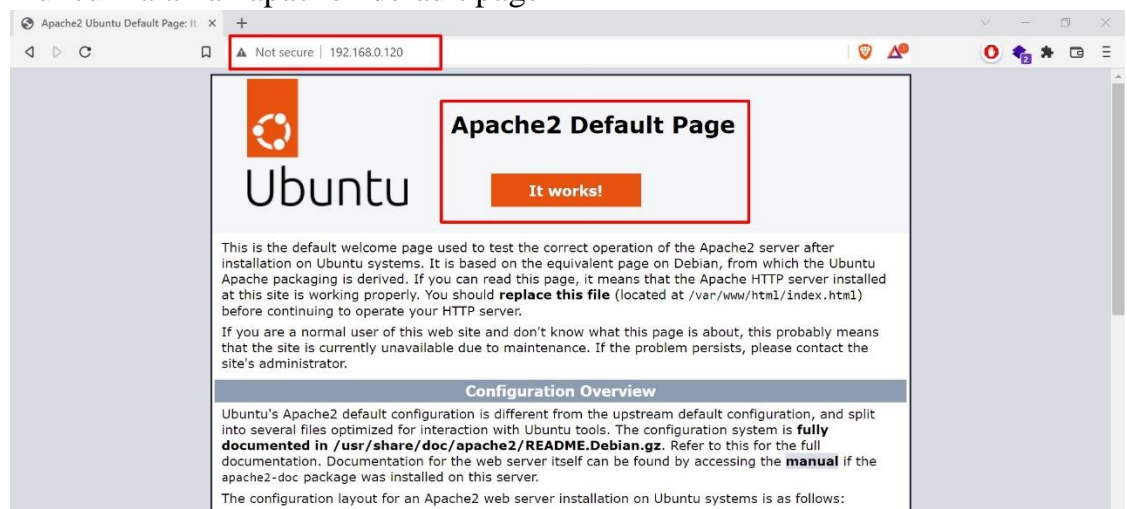 Apache2 Ubuntu Default Page: It
Not secure | 192.168.0.120
2
Ubuntu
Apache2 Default Page
It works!
This is the default welcome page used to test the correct operation of the Apache2 server after
installation on Ubuntu systems. It is based on the equivalent page on Debian, from which the Ubuntu
Apache packaging is derived. If you can read this page, it means that the Apache HTTP server installed
at this site is working properly. You should replace this file (located at /var/www/html/index.html)
before continuing to operate your HTTP server.
If you are a normal user of this web site and don't know what this page is about, this probably means
that the site is currently unavailable due to maintenance. If the problem persists, please contact the
site's administrator.
Configuration Overview
Ubuntu's Apache2 default configuration is different from the upstream default configuration, and split
into several files optimized for interaction with Ubuntu tools. The configuration system is fully
documented in /usr/share/doc/apache2/README.Debian.gz. Refer to this for the full
documentation. Documentation for the web server itself can be found by accessing the manual if the
apache2-doc package was installed on this server.
The configuration layout for an Apache2 web server installation on Ubuntu systems is as follows: